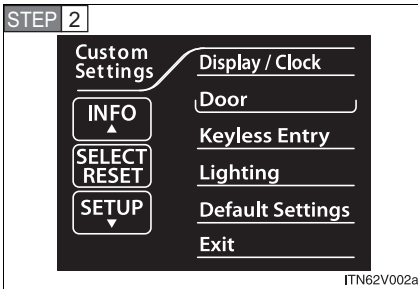 STEP 2
Custom
Settings
INFO
SELECT
RESET
SETUP
Display / Clock
Door
Keyless Entry
Lighting
Default Settings
Exit
ITN62V002a